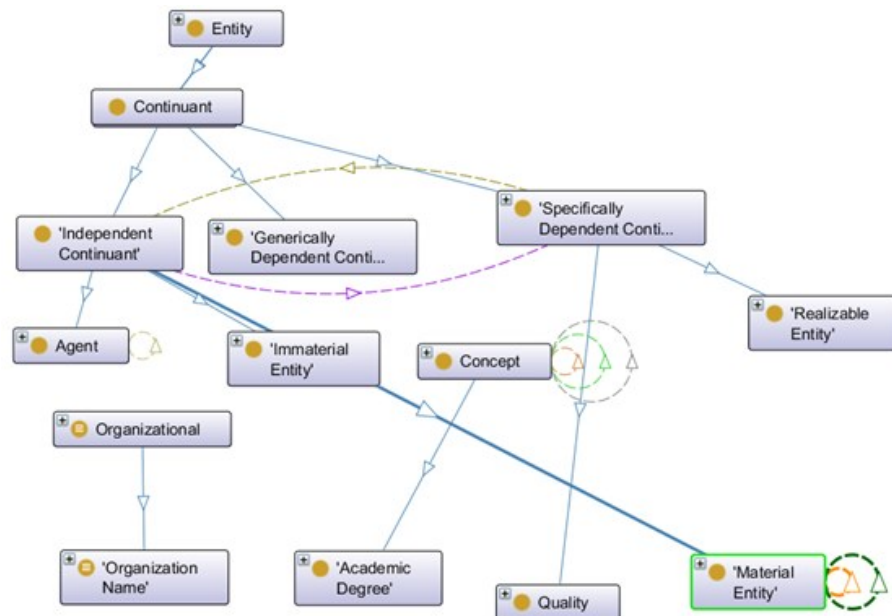 Entity
Continuant
'Independent
Continuant'
'Generically
Dependent Conti...
'Specifically
Dependent Conti...
Agent
'Immaterial
Entity'
Concept
'Realizable
Entity'
Organizational
'Organization
Name'
'Academic
Degree'
Quality
'Material
Entity'